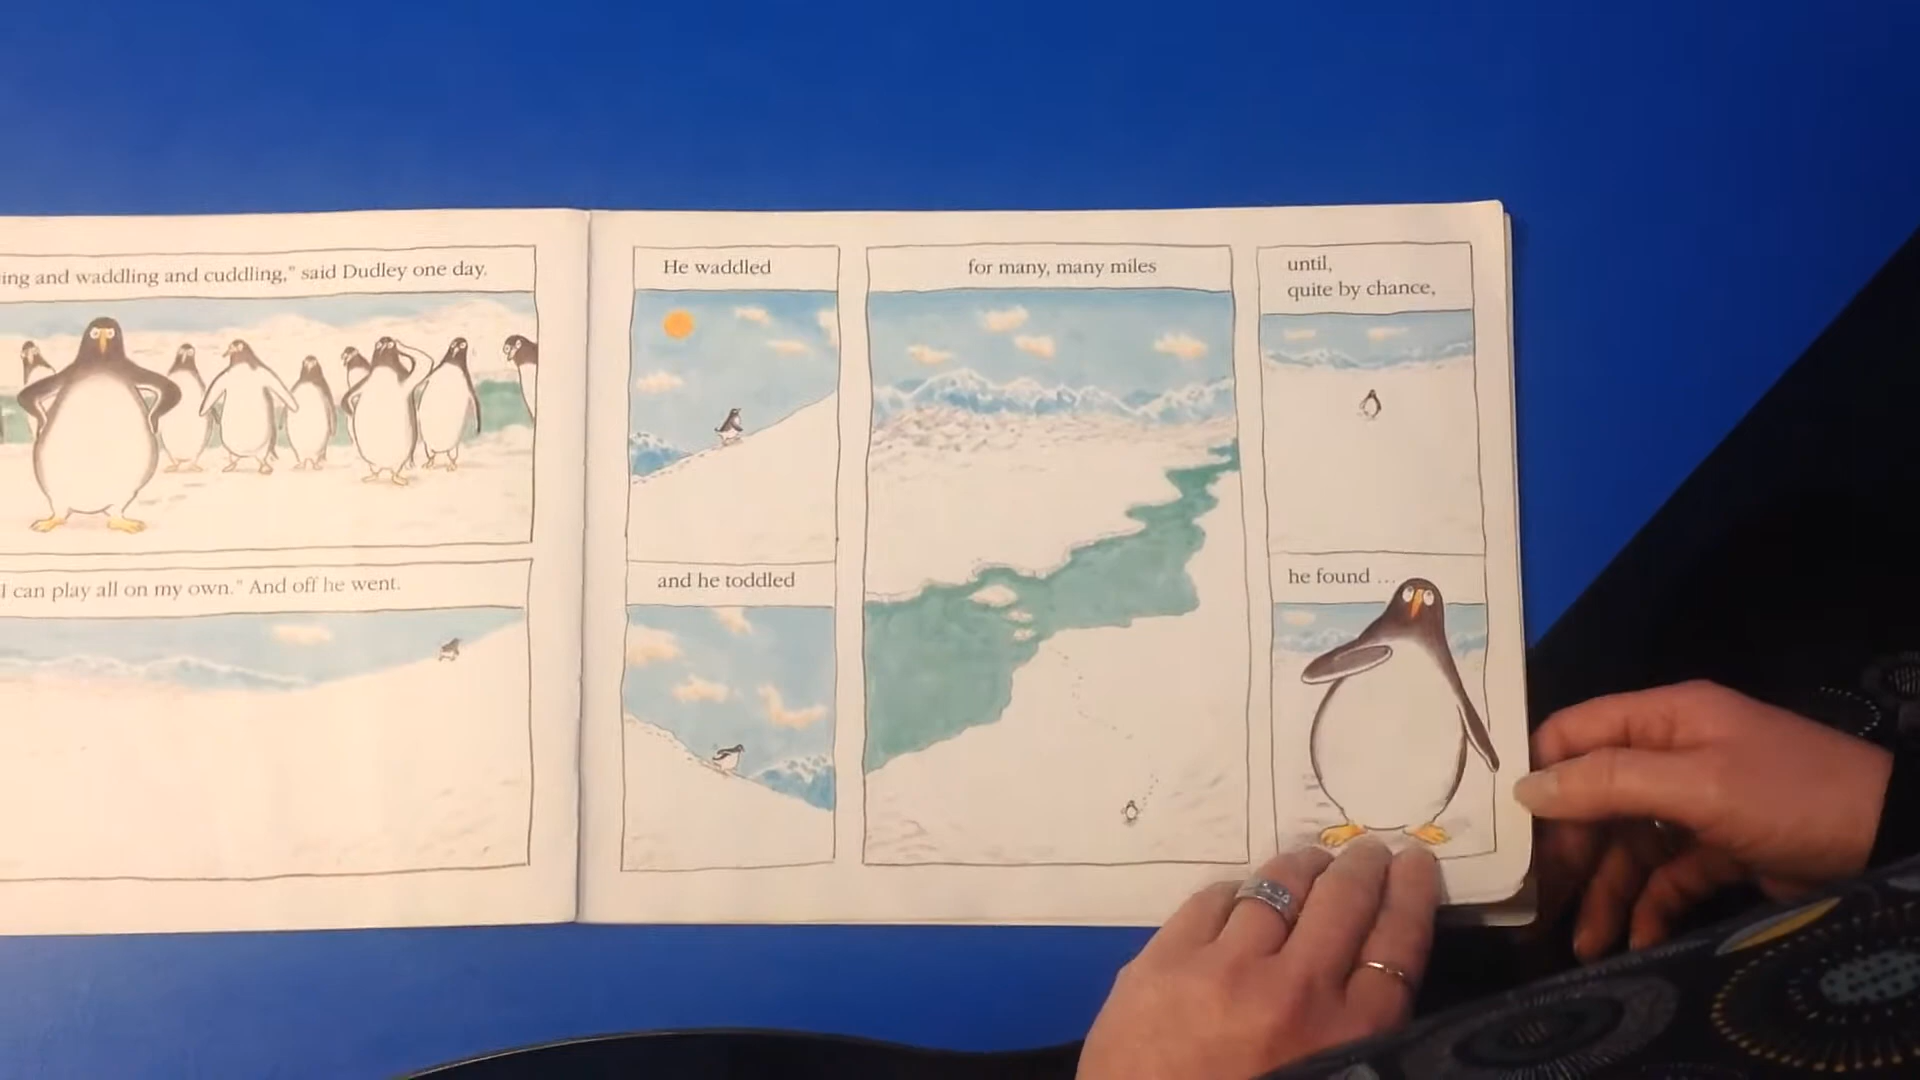 ing and waddling and cuddling," said Dudley one day.
I can play all on my own." And off he went.
He waddled
and he toddled
for many, many miles
until,
quite by chance,
he found ...